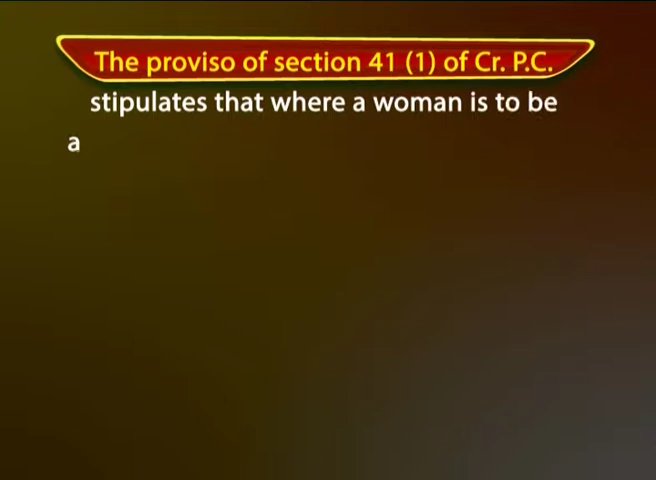 The proviso of section 41 (1) of Cr. P.C.
stipulates that where a woman is to be
a